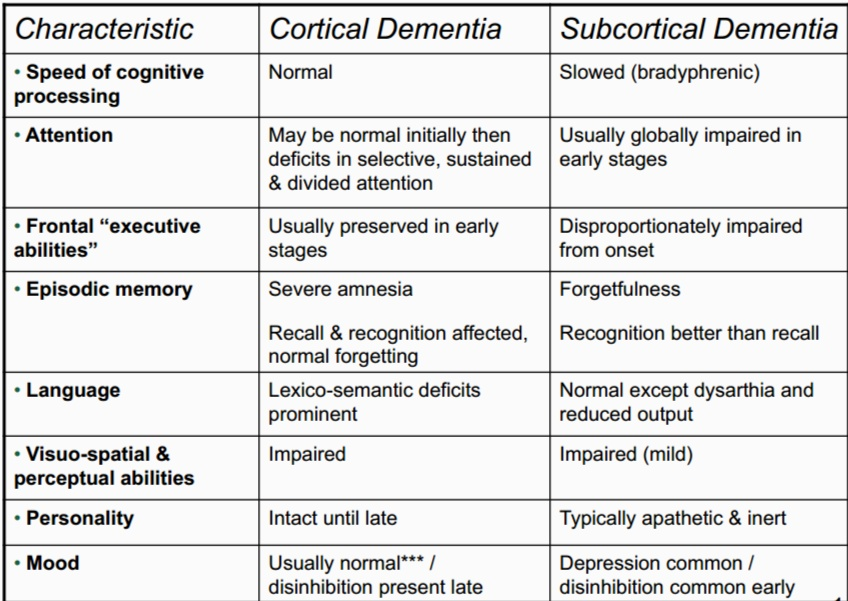 Characteristic Cortical Dementia Subcortical Dementia
• Speed of cognitive Normal Slowed (bradyphrenic)
processing
• Attention May be normal initially then Usually globally impaired in
deficits in selective, sustained early stages
& divided attention
• Frontal “executive Usually preserved in early Disproportionately impaired
abilities” stages from onset
• Episodic memory Severe amnesia Forgetfulness
Recall & recognition affected, Recognition better than recall
normal forgetting
• Language Lexico-semantic deficits Normal except dysarthia and
prominent reduced output
• Visuo-spatial & Impaired Impaired (mild)
perceptual abilities
• Personality Intact until late Typically apathetic & inert
• Mood Usually normal*** / Depression common /
disinhibition present late disinhibition common early